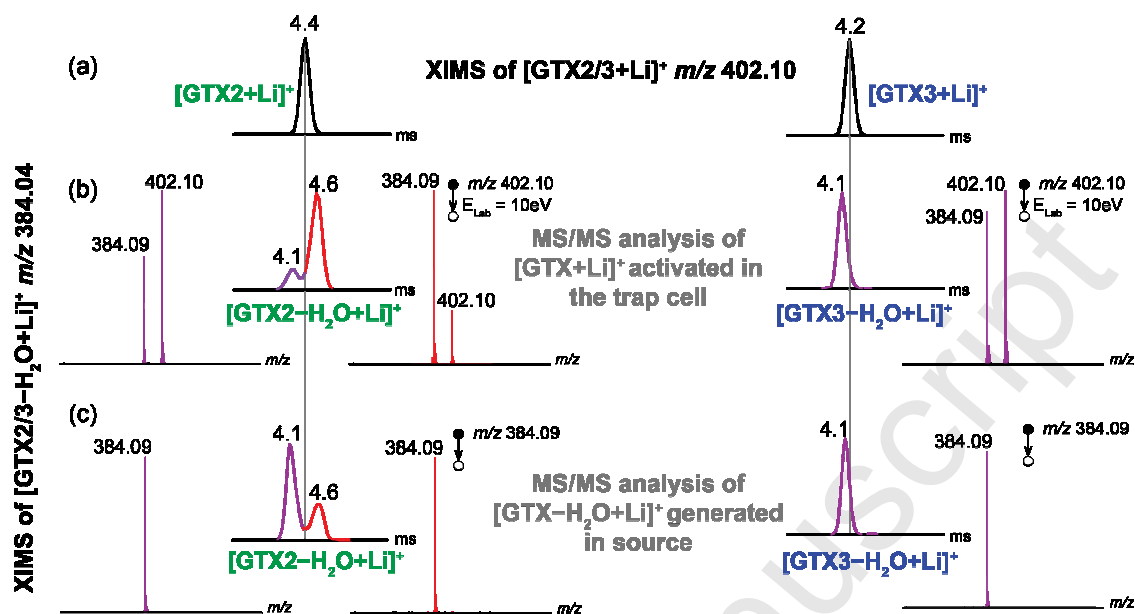 4.4
4.2
(a)
XIMS of [GTX2/3+Li]⁺ m/z 402.10
[GTX2+Li]⁺
[GTX3+Li]⁺
ms
ms
XIMS of [GTX2/3−H₂O+Li]⁺ m/z 384.04
(b)
402.10
384.09
4.6
4.1
ms
[GTX2−H₂O+Li]⁺
m/z
384.09
m/z 402.10
E_Lab = 10eV
402.10
m/z
MS/MS analysis of
[GTX+Li]⁺ activated in
the trap cell
4.1
ms
[GTX3−H₂O+Li]⁺
402.10
384.09
m/z 402.10
E_Lab = 10eV
m/z
(c)
384.09
m/z
4.1
4.6
ms
[GTX2−H₂O+Li]⁺
384.09
m/z 384.09
m/z
MS/MS analysis of
[GTX−H₂O+Li]⁺ generated
in source
4.1
ms
[GTX3−H₂O+Li]⁺
384.09
m/z 384.09
m/z
uscript